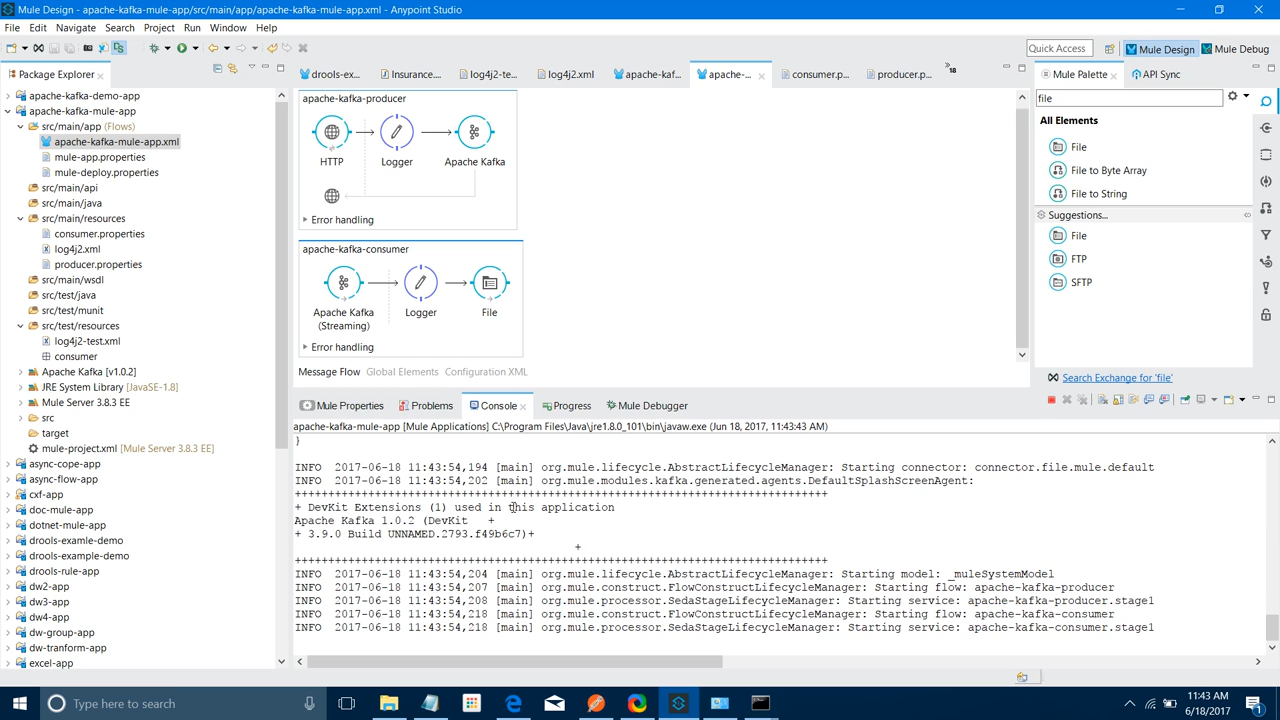 Mule Design - apache-kafka-mule-app/src/main/app/apache-kafka-mule-app.xml - Anypoint Studio
File Edit Navigate Search Project Run Window Help
Quick Access Mule Design Mule Debug
Package Explorer
drools-ex... Insurance.... log4j2-te... log4j2.xml apache-kaf... apache-... consumer.p... producer.p... »18
Mule Palette API Sync
apache-kafka-demo-app
apache-kafka-mule-app
src/main/app (Flows)
apache-kafka-mule-app.xml
mule-app.properties
mule-deploy.properties
src/main/api
src/main/java
src/main/resources
consumer.properties
log4j2.xml
producer.properties
src/main/wsdl
src/test/java
src/test/munit
src/test/resources
log4j2-test.xml
consumer
Apache Kafka [v1.0.2]
JRE System Library [JavaSE-1.8]
Mule Server 3.8.3 EE
src
target
mule-project.xml [Mule Server 3.8.3 EE]
async-cope-app
async-flow-app
cxf-app
doc-mule-app
dotnet-mule-app
drools-examle-demo
drools-example-demo
drools-rule-app
dw2-app
dw3-app
dw4-app
dw-group-app
dw-tranform-app
excel-app
apache-kafka-producer
HTTP Logger Apache Kafka
Error handling
apache-kafka-consumer
Apache Kafka (Streaming) Logger File
Error handling
Message Flow Global Elements Configuration XML
file
All Elements
File
File to Byte Array
File to String
Suggestions...
File
FTP
SFTP
Search Exchange for 'file'
Mule Properties Problems Console Progress Mule Debugger
apache-kafka-mule-app [Mule Applications] C:\Program Files\Java\jre1.8.0_101\bin\javaw.exe (Jun 18, 2017, 11:43:43 AM)
}
INFO 2017-06-18 11:43:54,194 [main] org.mule.lifecycle.AbstractLifecycleManager: Starting connector: connector.file.mule.default
INFO 2017-06-18 11:43:54,202 [main] org.mule.modules.kafka.generated.agents.DefaultSplashScreenAgent:
++++++++++++++++++++++++++++++++++++++++++++++++++++++++++++++++++++++++++++++++
+ DevKit Extensions (1) used in this application
Apache Kafka 1.0.2 (DevKit +
+ 3.9.0 Build UNNAMED.2793.f49b6c7)+
+
++++++++++++++++++++++++++++++++++++++++++++++++++++++++++++++++++++++++++++++++
INFO 2017-06-18 11:43:54,204 [main] org.mule.lifecycle.AbstractLifecycleManager: Starting model: _muleSystemModel
INFO 2017-06-18 11:43:54,207 [main] org.mule.construct.FlowConstructLifecycleManager: Starting flow: apache-kafka-producer
INFO 2017-06-18 11:43:54,208 [main] org.mule.processor.SedaStageLifecycleManager: Starting service: apache-kafka-producer.stage1
INFO 2017-06-18 11:43:54,218 [main] org.mule.construct.FlowConstructLifecycleManager: Starting flow: apache-kafka-consumer
INFO 2017-06-18 11:43:54,218 [main] org.mule.processor.SedaStageLifecycleManager: Starting service: apache-kafka-consumer.stage1
Type here to search
11:43 AM
6/18/2017
1